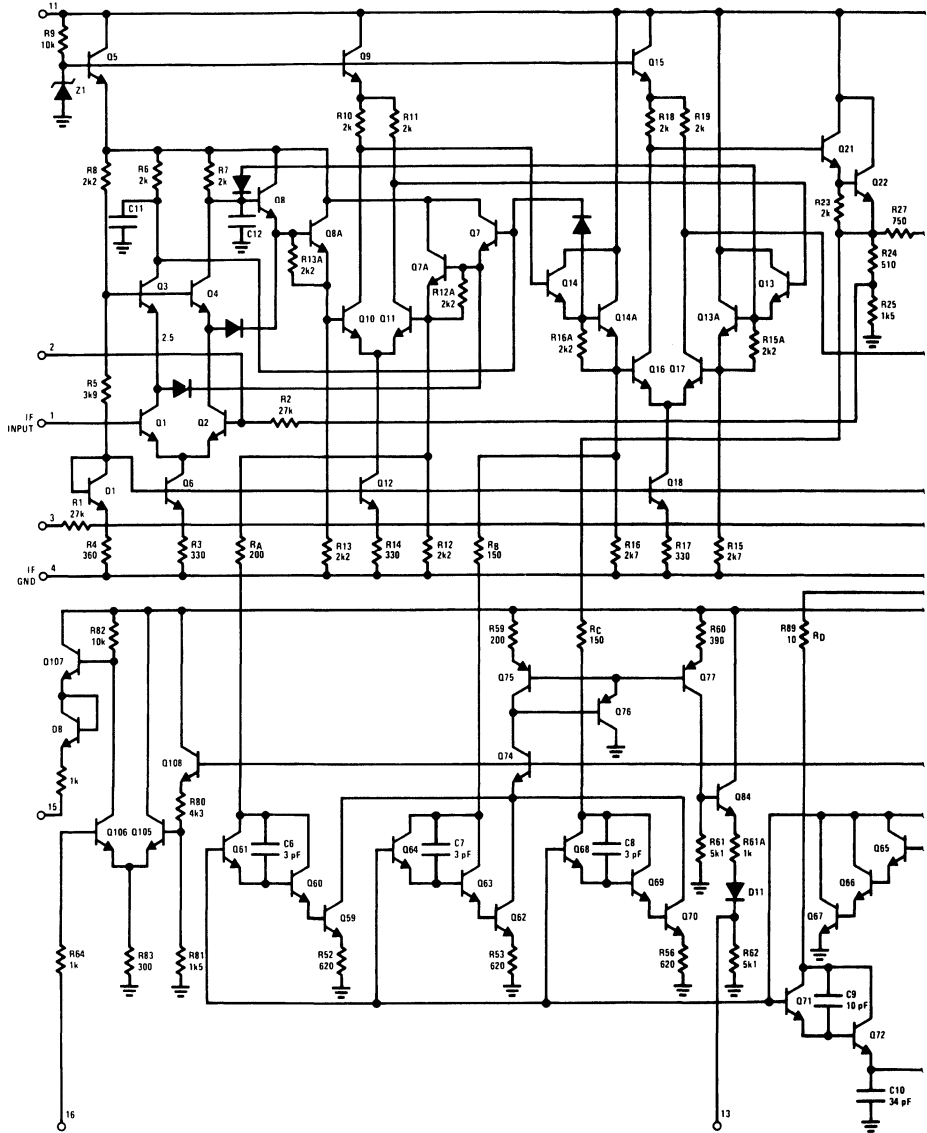 11
R9
10k
Q5
Q9
Q15
Z1
R10
2k
R11
2k
R18
2k
R19
2k
Q21
R8
2k2
R6
2k
R7
2k
Q8
Q22
C11
C12
Q8A
R13A
2k2
Q7
Q7A
R12A
2k2
R23
2k
R27
750
R24
510
R25
1k5
Q3
Q4
Q10
Q11
Q14
Q14A
Q13
Q13A
R16A
2k2
R15A
2k2
2.5
2
R5
3k9
Q16
Q17
IF
INPUT
1
Q1
Q2
R2
27k
D1
Q6
Q12
Q18
R1
27k
3
R4
360
R3
330
RA
200
R13
2k2
R14
330
R12
2k2
RB
150
R16
2k7
R17
330
R15
2k7
IF
GND
4
R82
10k
R59
200
RC
150
R60
390
R89
10
RD
Q107
Q75
Q77
Q76
D8
Q108
Q74
1k
R80
4k3
Q84
15
Q106
Q105
Q61
C6
3 pF
Q60
Q59
Q64
C7
3 pF
Q63
Q62
Q68
C8
3 pF
Q69
Q70
R61
5k1
R61A
1k
D11
Q65
Q66
Q67
R64
1k
R83
300
R81
1k5
R52
620
R53
620
R56
620
R62
5k1
Q71
C9
10 pF
Q72
C10
34 pF
16
13